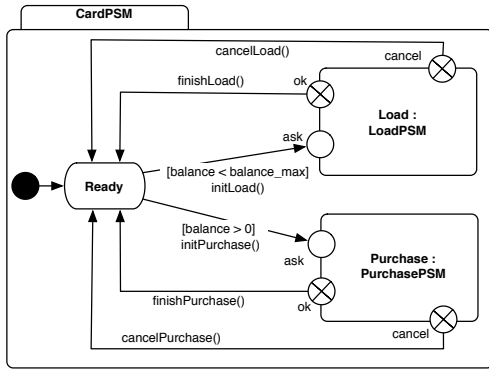 CardPSM
cancelLoad()
cancel
finishLoad()
ok
Load :
LoadPSM
ask
[balance < balance_max]
initLoad()
Ready
[balance > 0]
initPurchase()
ask
Purchase :
PurchasePSM
finishPurchase()
ok
cancel
cancelPurchase()